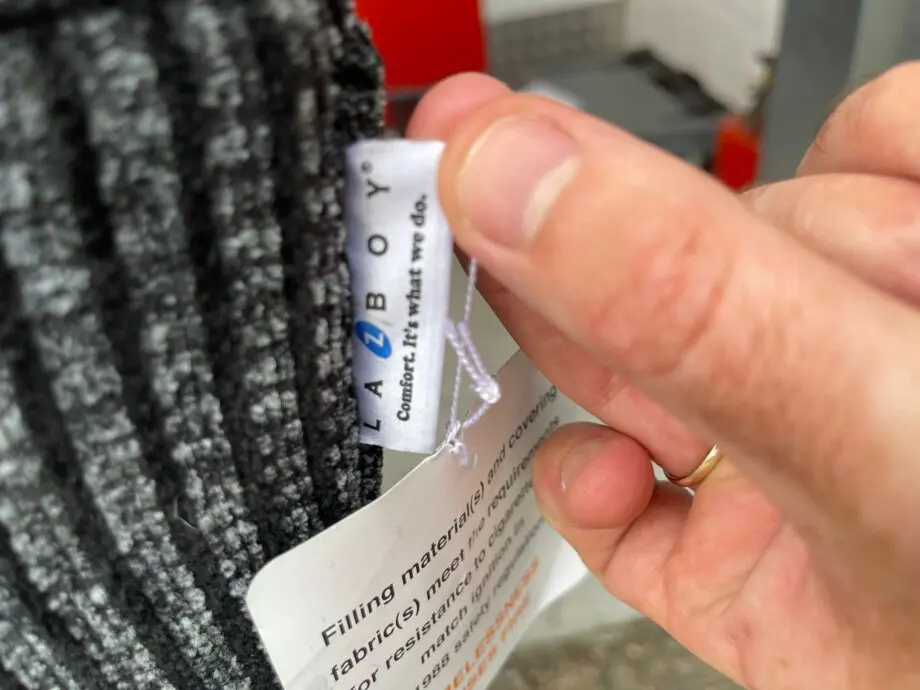 LA Z BOY®
Comfort. It's what we do.
Filling material(s) and covering
fabric(s) meet the requirements
for resistance to cigarette
match ignition in
1988 safety regulations